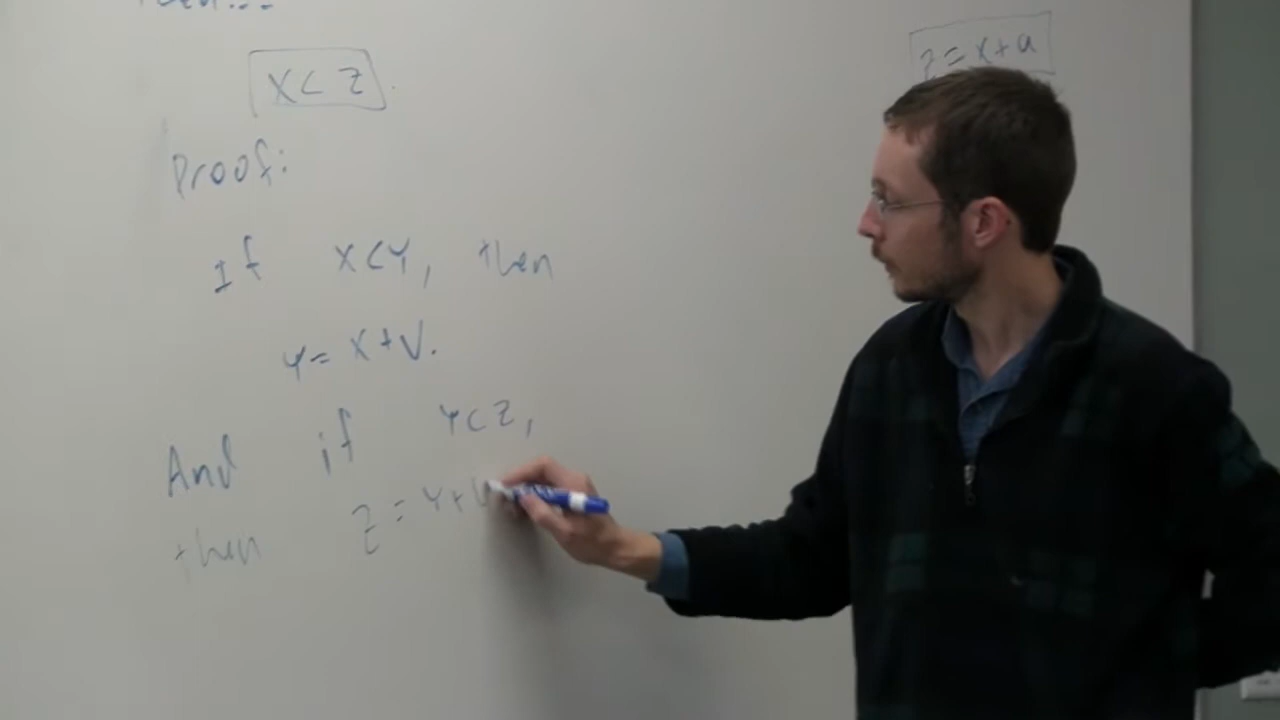 X < Z.
z = x + a
Proof:
If X < Y, then
Y = X + V.
And if Y < Z,
then Z = Y +